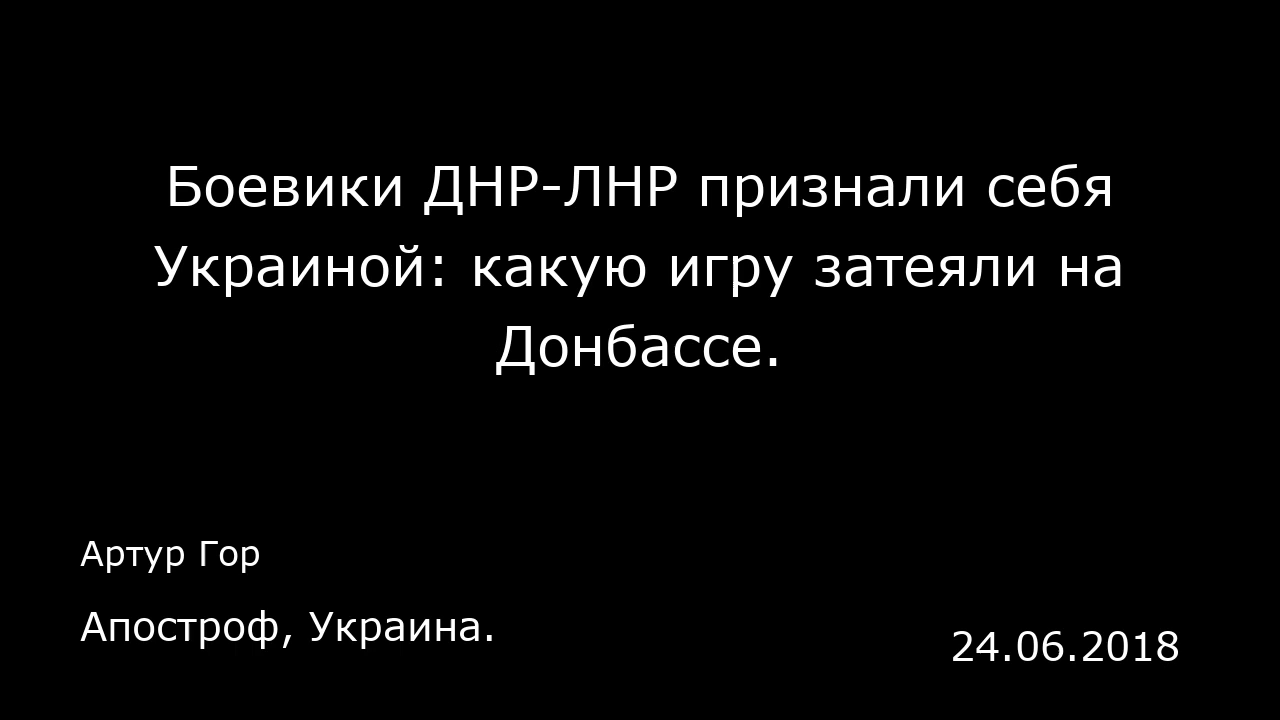 Боевики ДНР-ЛНР признали себя
Украиной: какую игру затеяли на
Донбассе.
Артур Гор
Апостроф, Украина.
24.06.2018